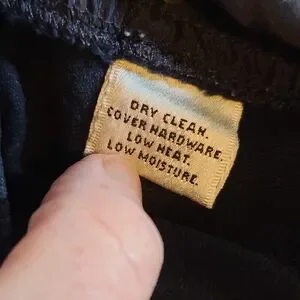 DRY CLEAN.
COVER HARDWARE.
LOW HEAT.
LOW MOISTURE.